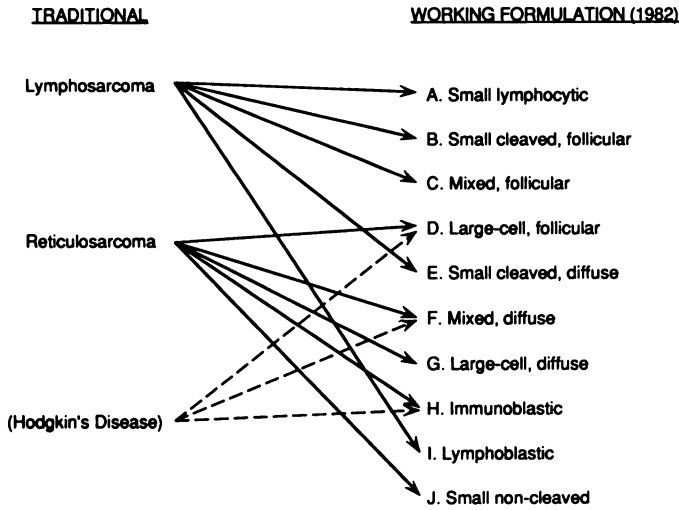 TRADITIONAL
WORKING FORMULATION (1982)
Lymphosarcoma
A. Small lymphocytic
B. Small cleaved, follicular
C. Mixed, follicular
Reticulosarcoma
D. Large-cell, follicular
E. Small cleaved, diffuse
F. Mixed, diffuse
G. Large-cell, diffuse
(Hodgkin's Disease)
H. Immunoblastic
I. Lymphoblastic
J. Small non-cleaved